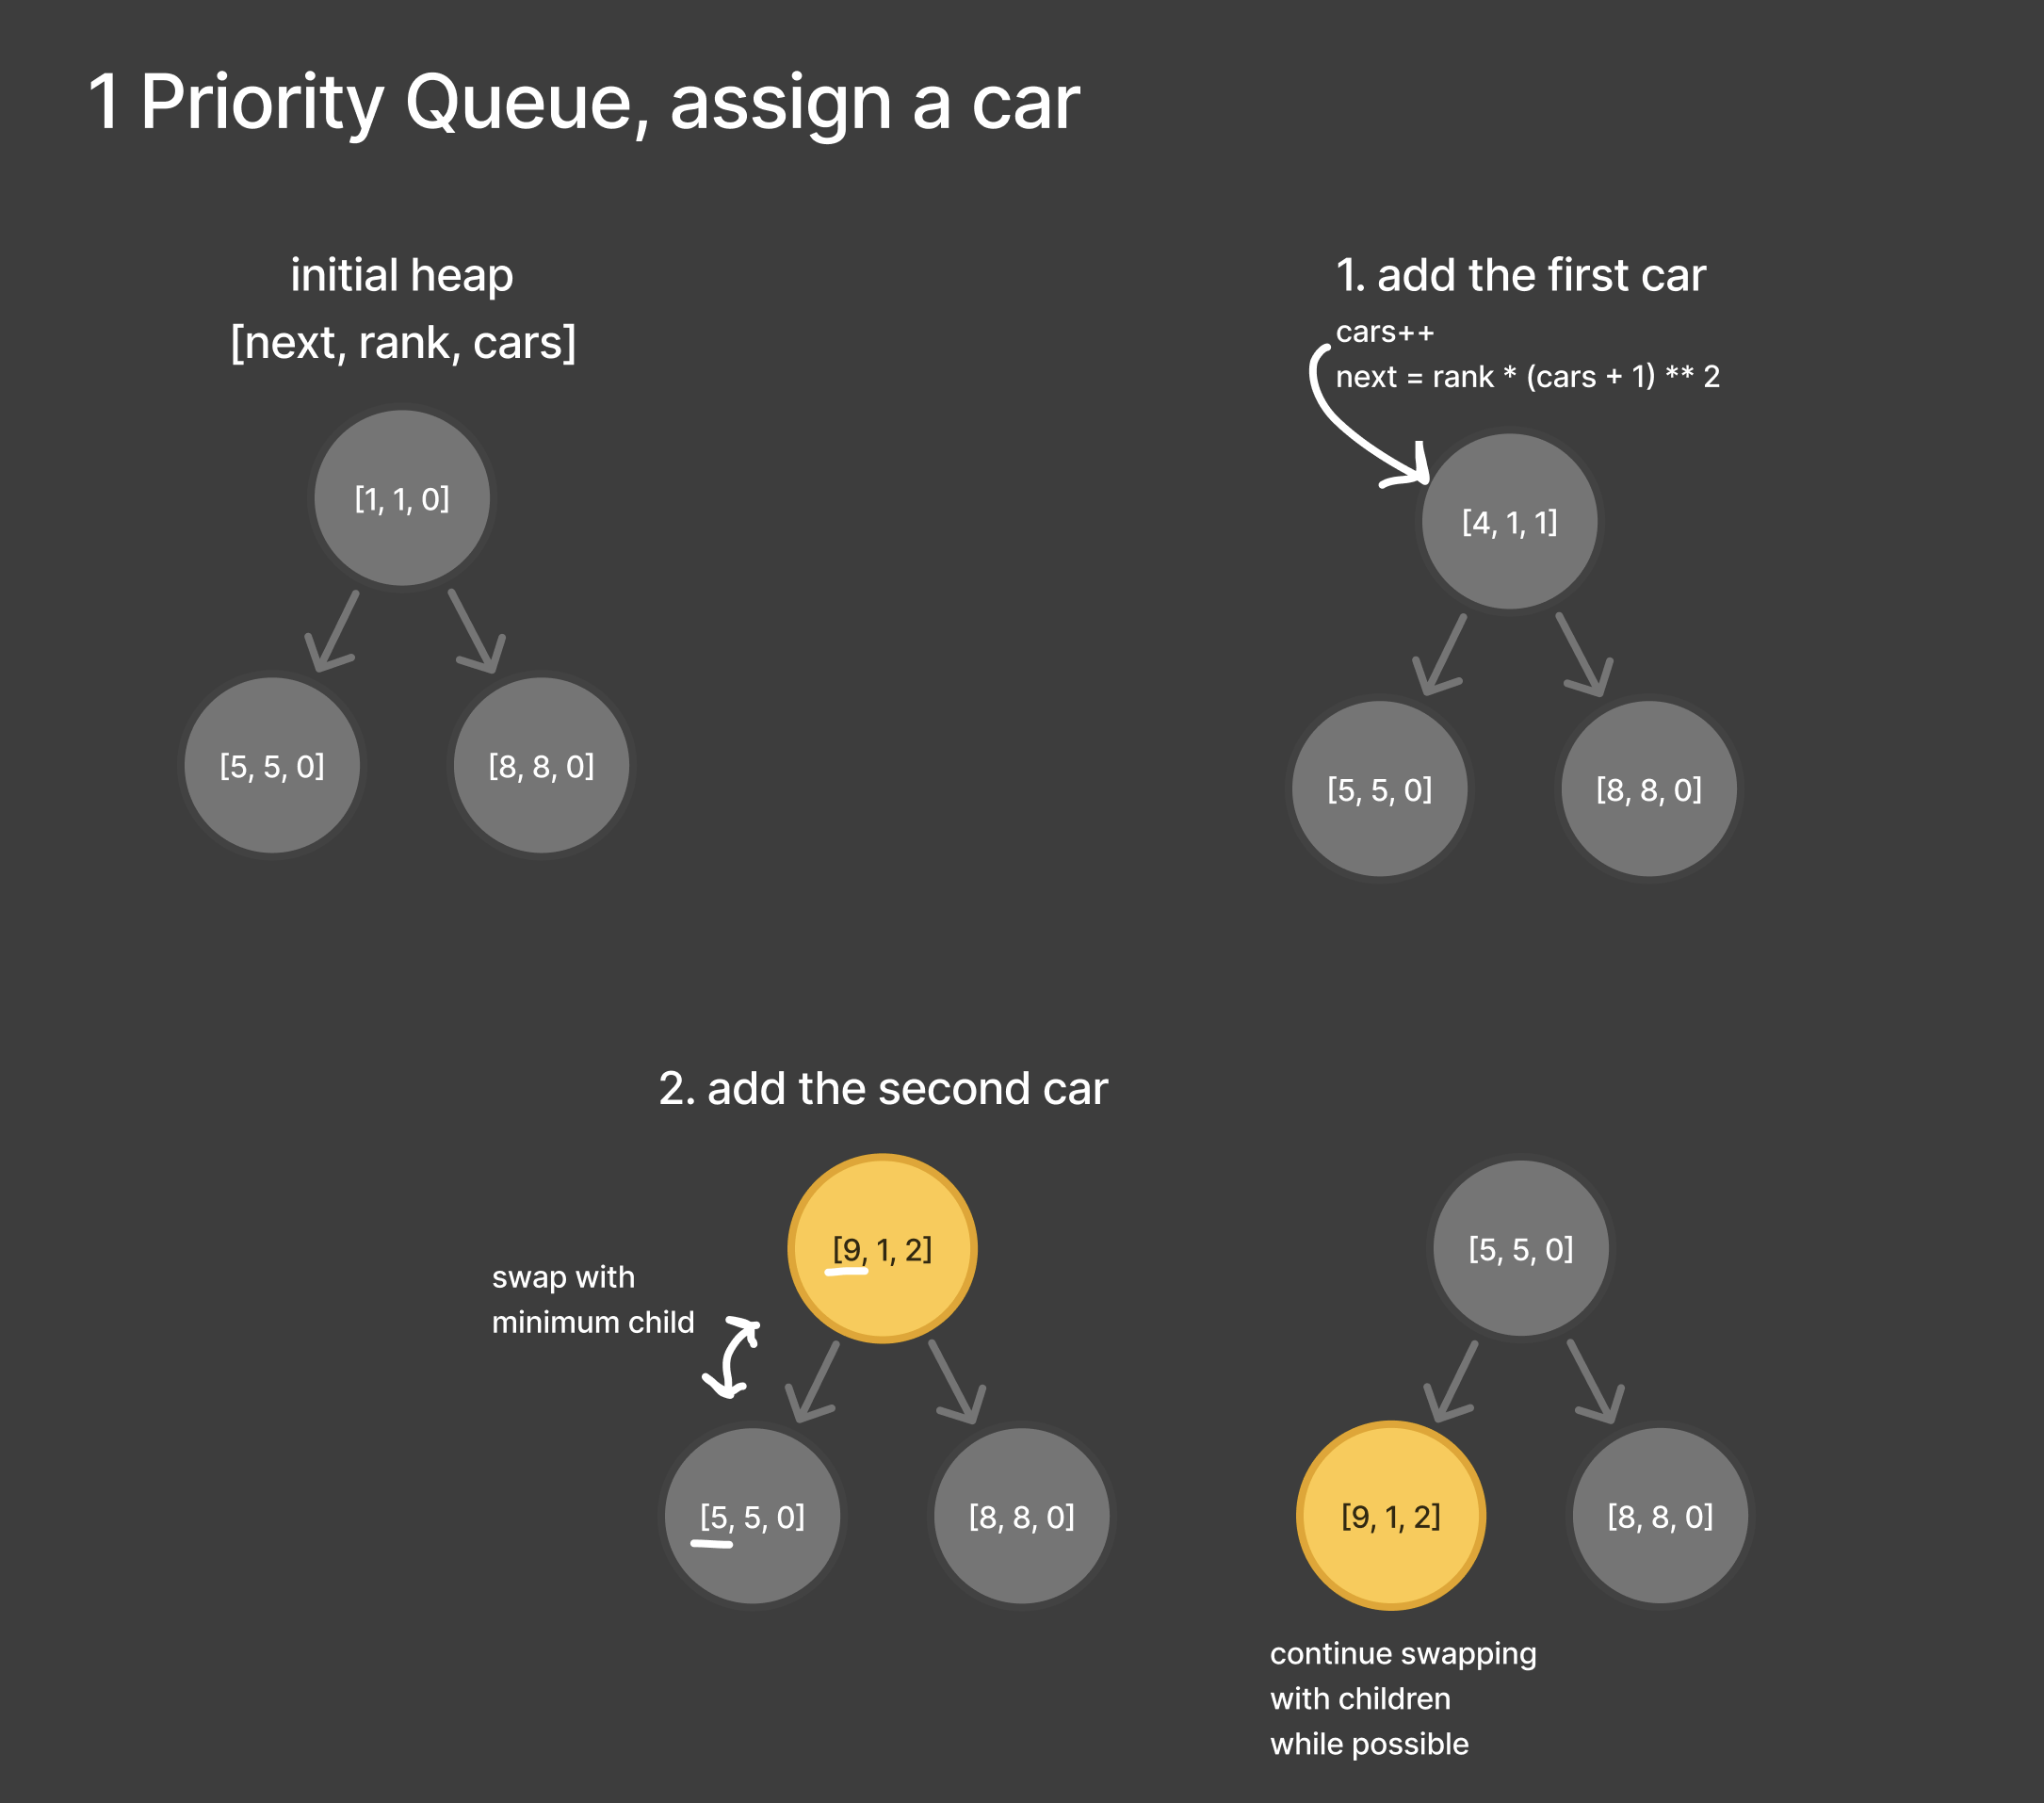 1 Priority Queue, assign a car
initial heap
[next, rank, cars]
[1, 1, 0]
[5, 5, 0]
[8, 8, 0]
1. add the first car
cars++
next = rank * (cars + 1) ** 2
[4, 1, 1]
[5, 5, 0]
[8, 8, 0]
2. add the second car
[9, 1, 2]
swap with
minimum child
[5, 5, 0]
[8, 8, 0]
[5, 5, 0]
[9, 1, 2]
[8, 8, 0]
continue swapping
with children
while possible